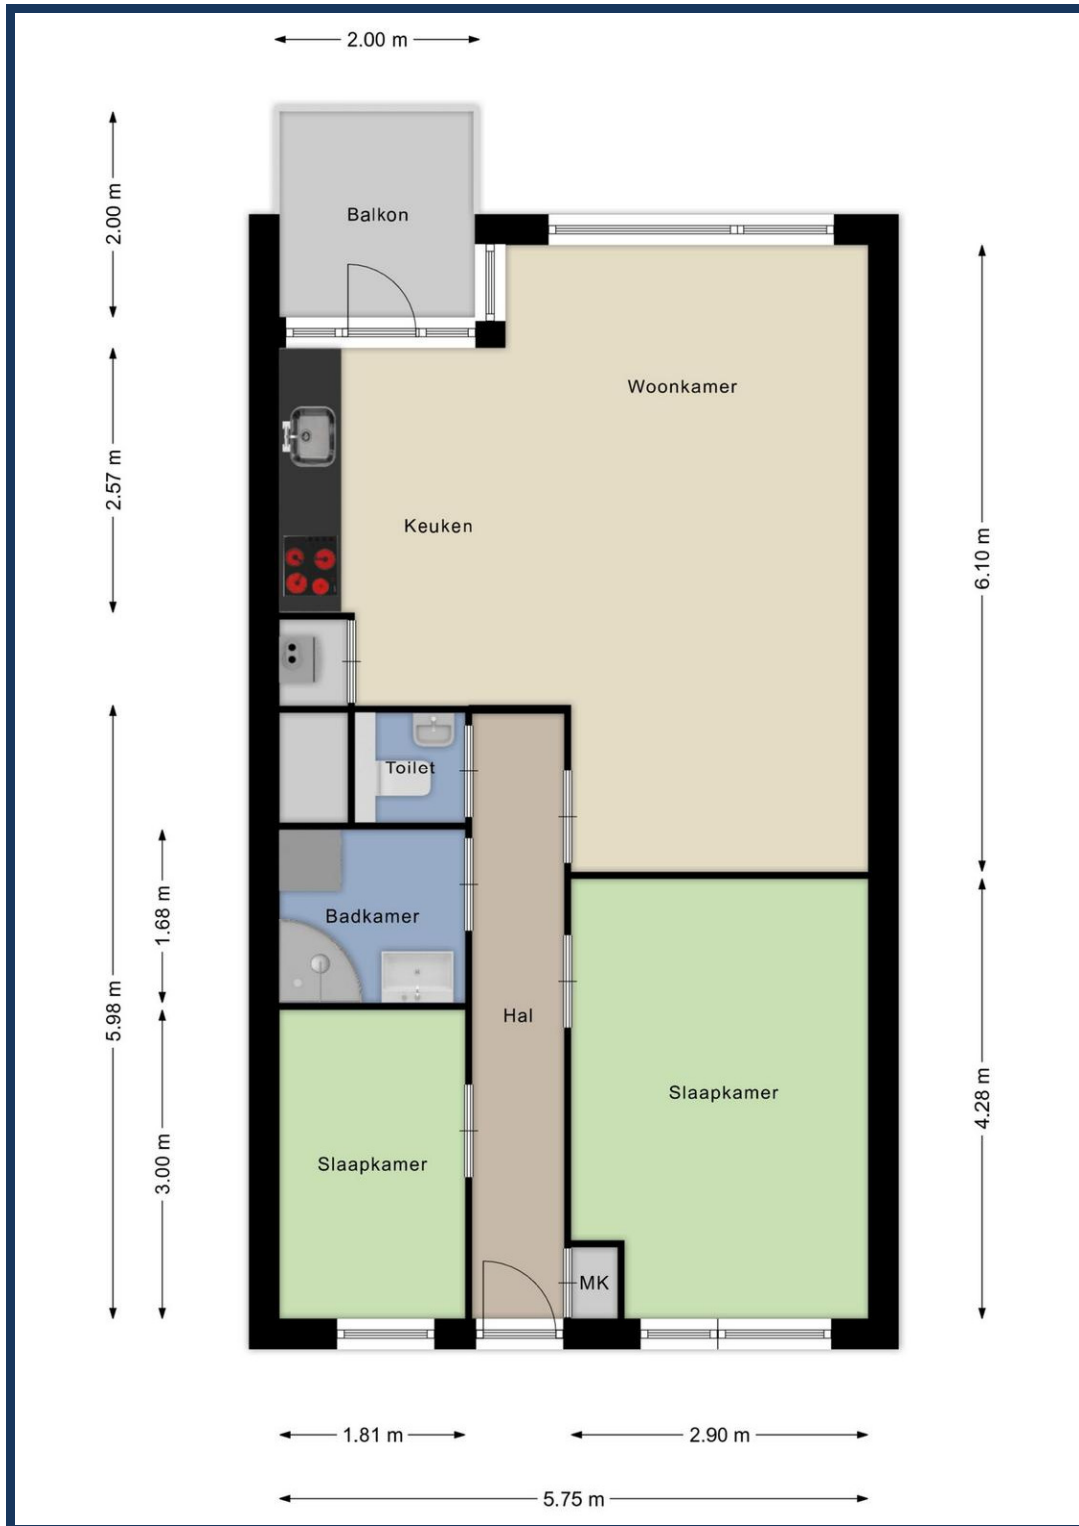 2.00 m
2.00 m
Balkon
Woonkamer
2.57 m
Keuken
6.10 m
Toilet
1.68 m
Badkamer
5.98 m
Hal
Slaapkamer
4.28 m
3.00 m
Slaapkamer
MK
1.81 m
2.90 m
5.75 m